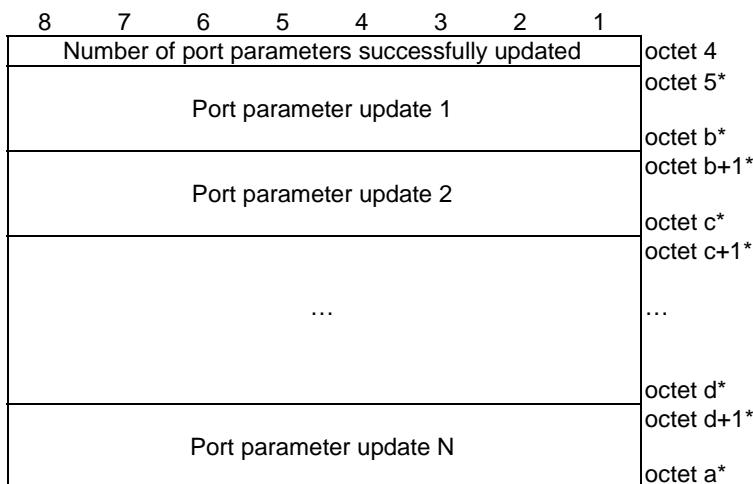 8 7 6 5 4 3 2 1
Number of port parameters successfully updated octet 4
octet 5*
Port parameter update 1
octet b*
octet b+1*
Port parameter update 2
octet c*
octet c+1*
… …
octet d*
octet d+1*
Port parameter update N
octet a*